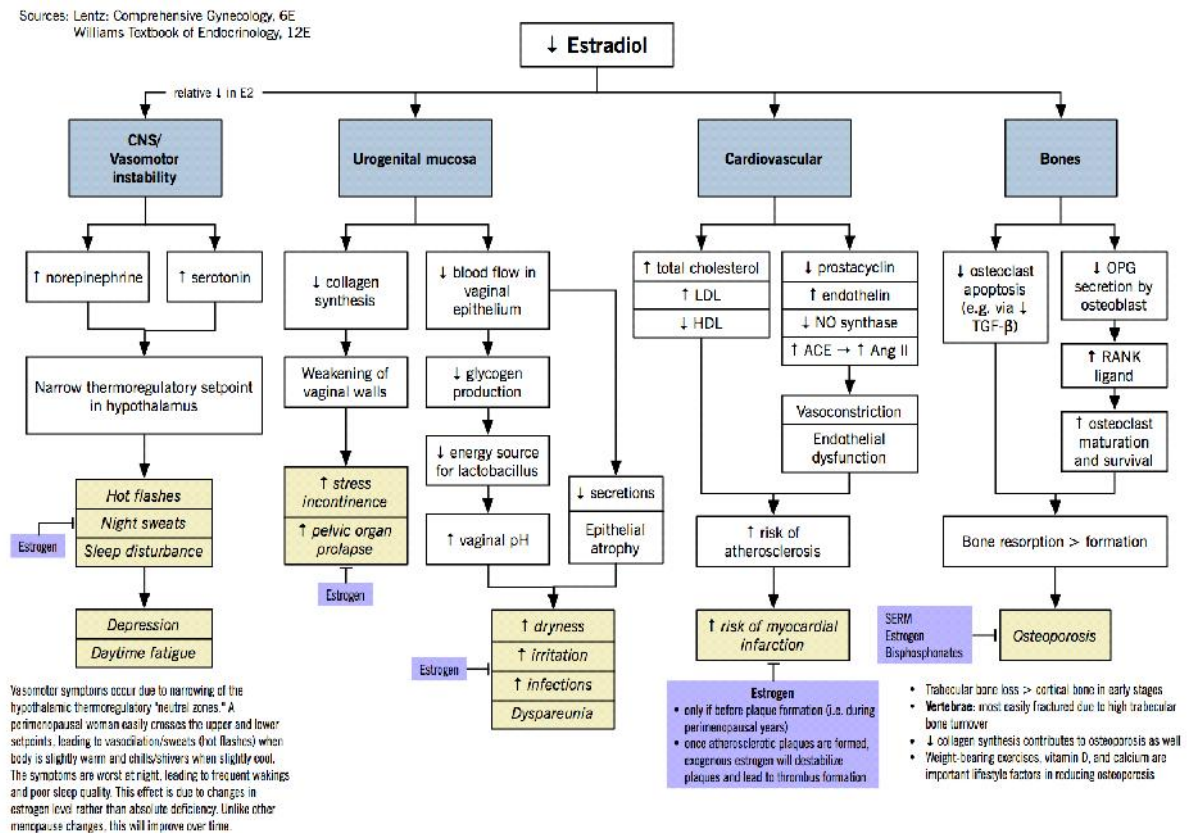 Sources: Lentz: Comprehensive Gynecology, 6E
Williams Textbook of Endocrinology, 12E
↓ Estradiol
relative ↓ in E2
CNS/
Vasomotor
instability
Urogenital mucosa
Cardiovascular
Bones
↑ norepinephrine
↑ serotonin
↓ collagen
synthesis
↓ blood flow in
vaginal
epithelium
↑ total cholesterol
↑ LDL
↓ HDL
↓ prostacyclin
↑ endothelin
↓ NO synthase
↑ ACE → ↑ Ang II
↓ osteoclast
apoptosis
(e.g. via ↓
TGF-β)
↓ OPG
secretion by
osteoblast
Narrow thermoregulatory setpoint
in hypothalamus
Weakening of
vaginal walls
↓ glycogen
production
Vasoconstriction
Endothelial
dysfunction
↑ RANK
ligand
↑ osteoclast
maturation
and survival
↓ energy source
for lactobacillus
Hot flashes
Night sweats
Sleep disturbance
Estrogen
↑ stress
incontinence
↑ pelvic organ
prolapse
Estrogen
↑ vaginal pH
↓ secretions
Epithelial
atrophy
↑ risk of
atherosclerosis
Bone resorption > formation
Depression
Daytime fatigue
Estrogen
↑ dryness
↑ irritation
↑ infections
Dyspareunia
↑ risk of myocardial
infarction
SERM
Estrogen
Bisphosphonates
Osteoporosis
Vasomotor symptoms occur due to narrowing of the
hypothalamic thermoregulatory "neutral zones." A
perimenopausal woman easily crosses the upper and lower
setpoints, leading to vasodilation/sweats (hot flashes) when
body is slightly warm and chills/shivers when slightly cool.
The symptoms are worst at night, leading to frequent wakings
and poor sleep quality. This effect is due to changes in
estrogen level rather than absolute deficiency. Unlike other
menopause changes, this will improve over time.
Estrogen
• only if before plaque formation (i.e. during
perimenopausal years)
• once atherosclerotic plaques are formed,
exogenous estrogen will destabilize
plaques and lead to thrombus formation
• Trabecular bone loss > cortical bone in early stages
• Vertebrae: most easily fractured due to high trabecular
bone turnover
• ↓ collagen synthesis contributes to osteoporosis as well
• Weight-bearing exercises, vitamin D, and calcium are
important lifestyle factors in reducing osteoporosis